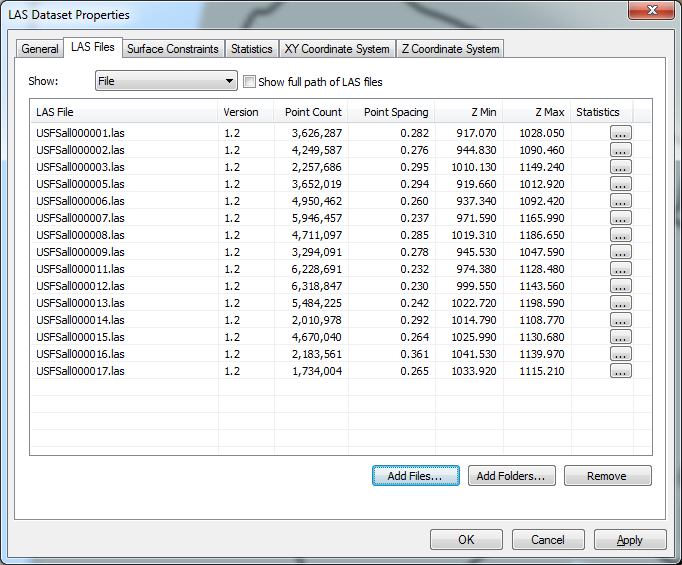 LAS Dataset Properties
General LAS Files Surface Constraints Statistics XY Coordinate System Z Coordinate System
Show: File Show full path of LAS files
LAS File Version Point Count Point Spacing Z Min Z Max Statistics
USFSall000001.las 1.2 3,626,287 0.282 917.070 1028.050 ...
USFSall000002.las 1.2 4,249,587 0.276 944.830 1090.460 ...
USFSall000003.las 1.2 2,257,686 0.295 1010.130 1149.240 ...
USFSall000005.las 1.2 3,652,019 0.294 919.660 1012.920 ...
USFSall000006.las 1.2 4,950,462 0.260 937.340 1092.420 ...
USFSall000007.las 1.2 5,946,457 0.237 971.590 1165.990 ...
USFSall000008.las 1.2 4,711,097 0.285 1019.310 1186.650 ...
USFSall000009.las 1.2 3,294,091 0.278 945.530 1047.590 ...
USFSall000011.las 1.2 6,228,691 0.232 974.380 1128.480 ...
USFSall000012.las 1.2 6,318,847 0.230 999.550 1143.560 ...
USFSall000013.las 1.2 5,484,225 0.242 1022.720 1198.590 ...
USFSall000014.las 1.2 2,010,978 0.292 1014.790 1108.770 ...
USFSall000015.las 1.2 4,670,040 0.264 1025.990 1130.680 ...
USFSall000016.las 1.2 2,183,561 0.361 1041.530 1139.970 ...
USFSall000017.las 1.2 1,734,004 0.265 1033.920 1115.210 ...
Add Files... Add Folders... Remove
OK Cancel Apply